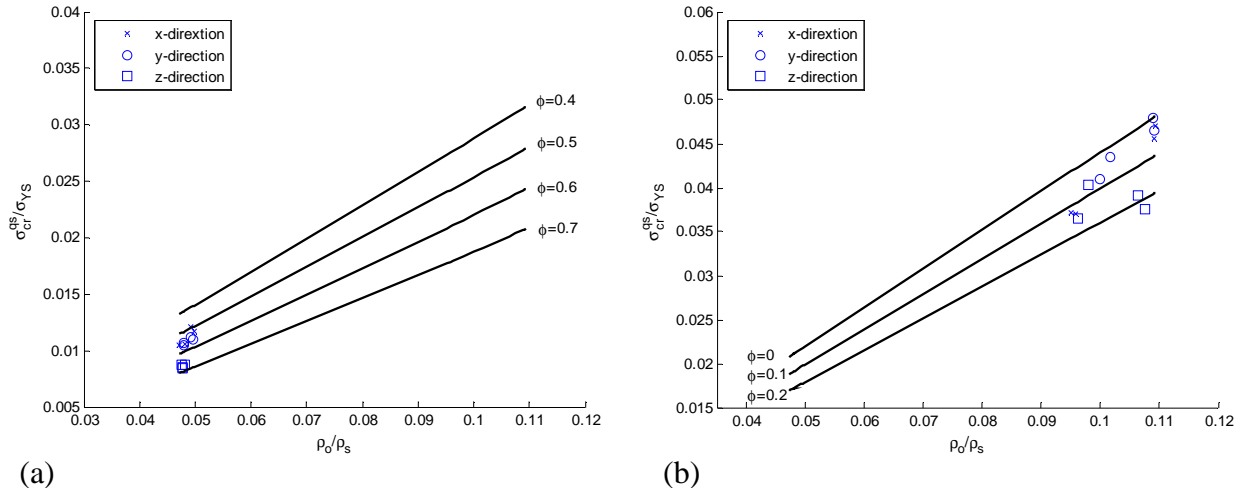 0.04
0.035
0.03
0.025
0.02
0.015
0.01
0.005
0.03 0.04 0.05 0.06 0.07 0.08 0.09 0.1 0.11 0.12
ρo/ρs
σcr^qs/σYS
x-dirextion
y-direction
z-direction
ϕ=0.4
ϕ=0.5
ϕ=0.6
ϕ=0.7
(a)
0.06
0.055
0.05
0.045
0.04
0.035
0.03
0.025
0.02
0.015
0.04 0.05 0.06 0.07 0.08 0.09 0.1 0.11 0.12
ρo/ρs
σcr^qs/σYS
x-dirextion
y-direction
z-direction
ϕ=0
ϕ=0.1
ϕ=0.2
(b)